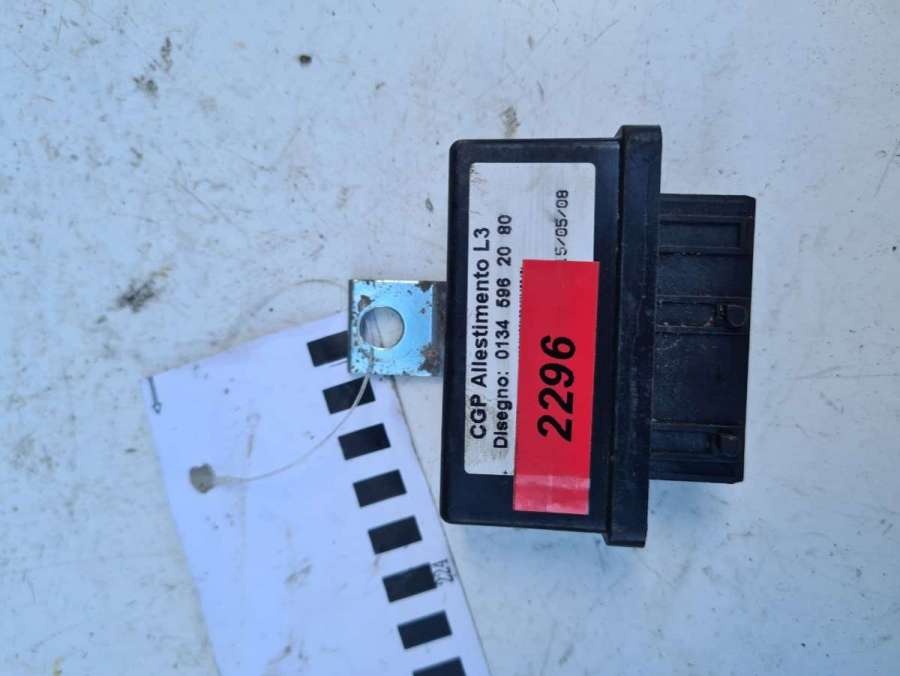 CGP Allestimento L3
Disegno: 0134 596 20 80
5/05/08
2296
224